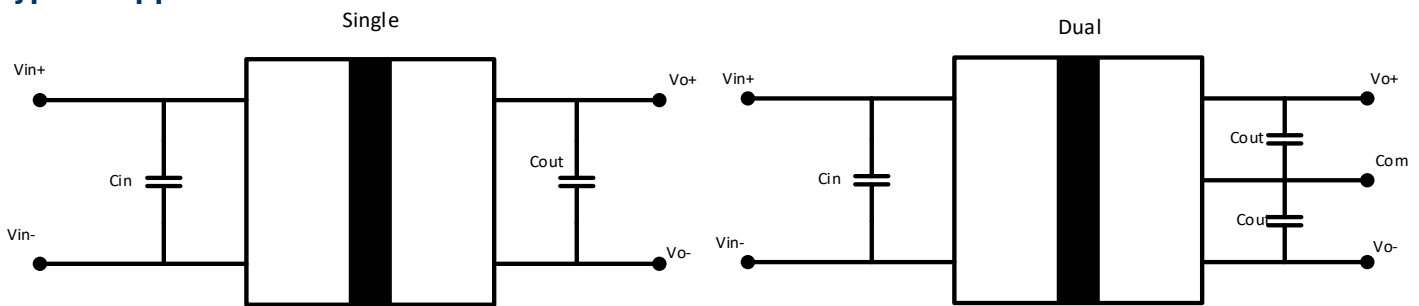 Single
Dual
Vin+
Vo+
Vin+
Vo+
Cin
Cout
Cin
Cout
Com
Cout
Vin-
Vo-
Vin-
Vo-